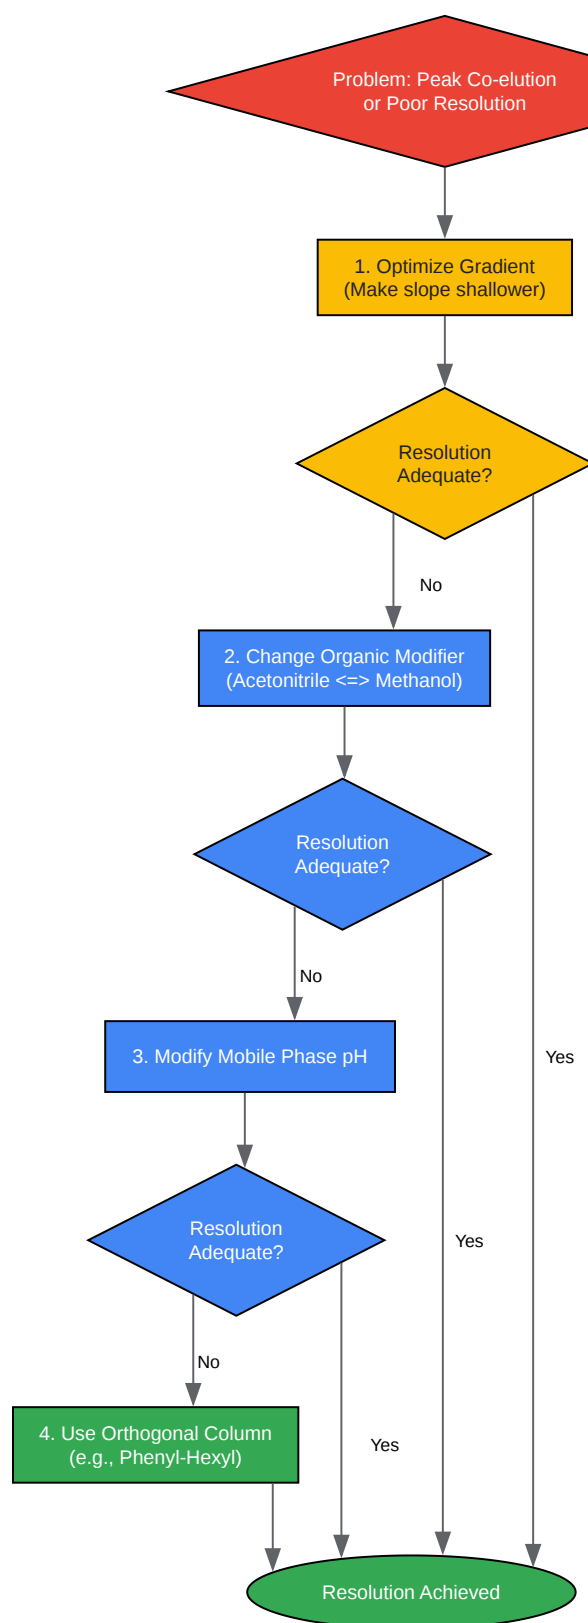 Problem: Peak Co-elution
or Poor Resolution
1. Optimize Gradient
(Make slope shallower)
Resolution
Adequate?
No
2. Change Organic Modifier
(Acetonitrile <=> Methanol)
Resolution
Adequate?
No
3. Modify Mobile Phase pH
Yes
Resolution
Adequate?
Yes
No
4. Use Orthogonal Column
(e.g., Phenyl-Hexyl)
Yes
Resolution Achieved